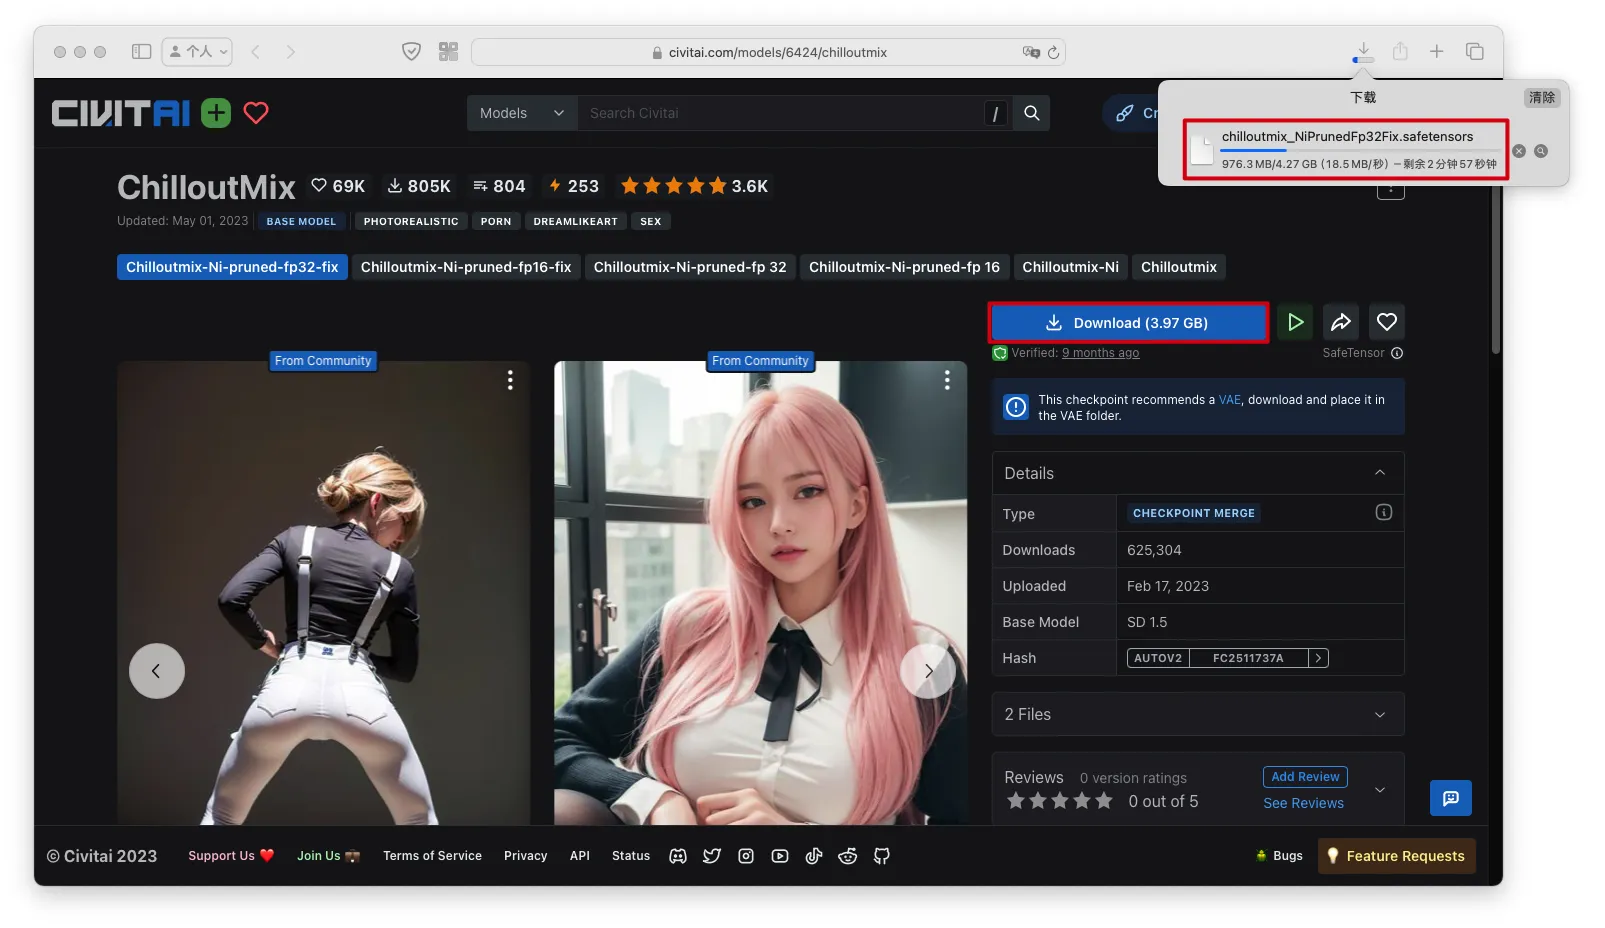 个人
civitai.com/models/6424/chilloutmix
下载
清除
chilloutmix_NiPrunedFp32Fix.safetensors
976.3 MB/4.27 GB (18.5 MB/秒) — 剩余 2 分钟 57 秒钟
CIVITAI
Models
Search Civitai
/
Cr
ChilloutMix
69K
805K
804
253
3.6K
Updated: May 01, 2023
BASE MODEL
PHOTOREALISTIC
PORN
DREAMLIKEART
SEX
Chilloutmix-Ni-pruned-fp32-fix
Chilloutmix-Ni-pruned-fp16-fix
Chilloutmix-Ni-pruned-fp 32
Chilloutmix-Ni-pruned-fp 16
Chilloutmix-Ni
Chilloutmix
Download (3.97 GB)
Verified: 9 months ago
SafeTensor
From Community
From Community
This checkpoint recommends a VAE, download and place it in
the VAE folder.
Details
Type
CHECKPOINT MERGE
Downloads
625,304
Uploaded
Feb 17, 2023
Base Model
SD 1.5
Hash
AUTOV2
FC2511737A
2 Files
Reviews
0 version ratings
Add Review
0 out of 5
See Reviews
© Civitai 2023
Support Us ❤️
Join Us 💼
Terms of Service
Privacy
API
Status
Bugs
Feature Requests